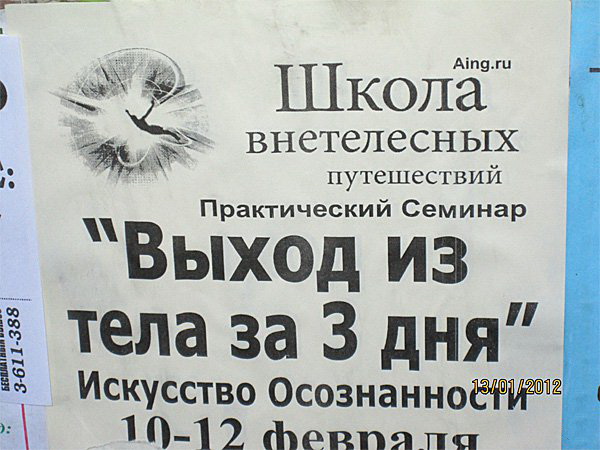 Aing.ru
Школа
внетелесных
путешествий
Практический Семинар
“Выход из
тела за 3 дня”
Искусство Осознанности
13/01/2012
10-12 февраля
3-611-388